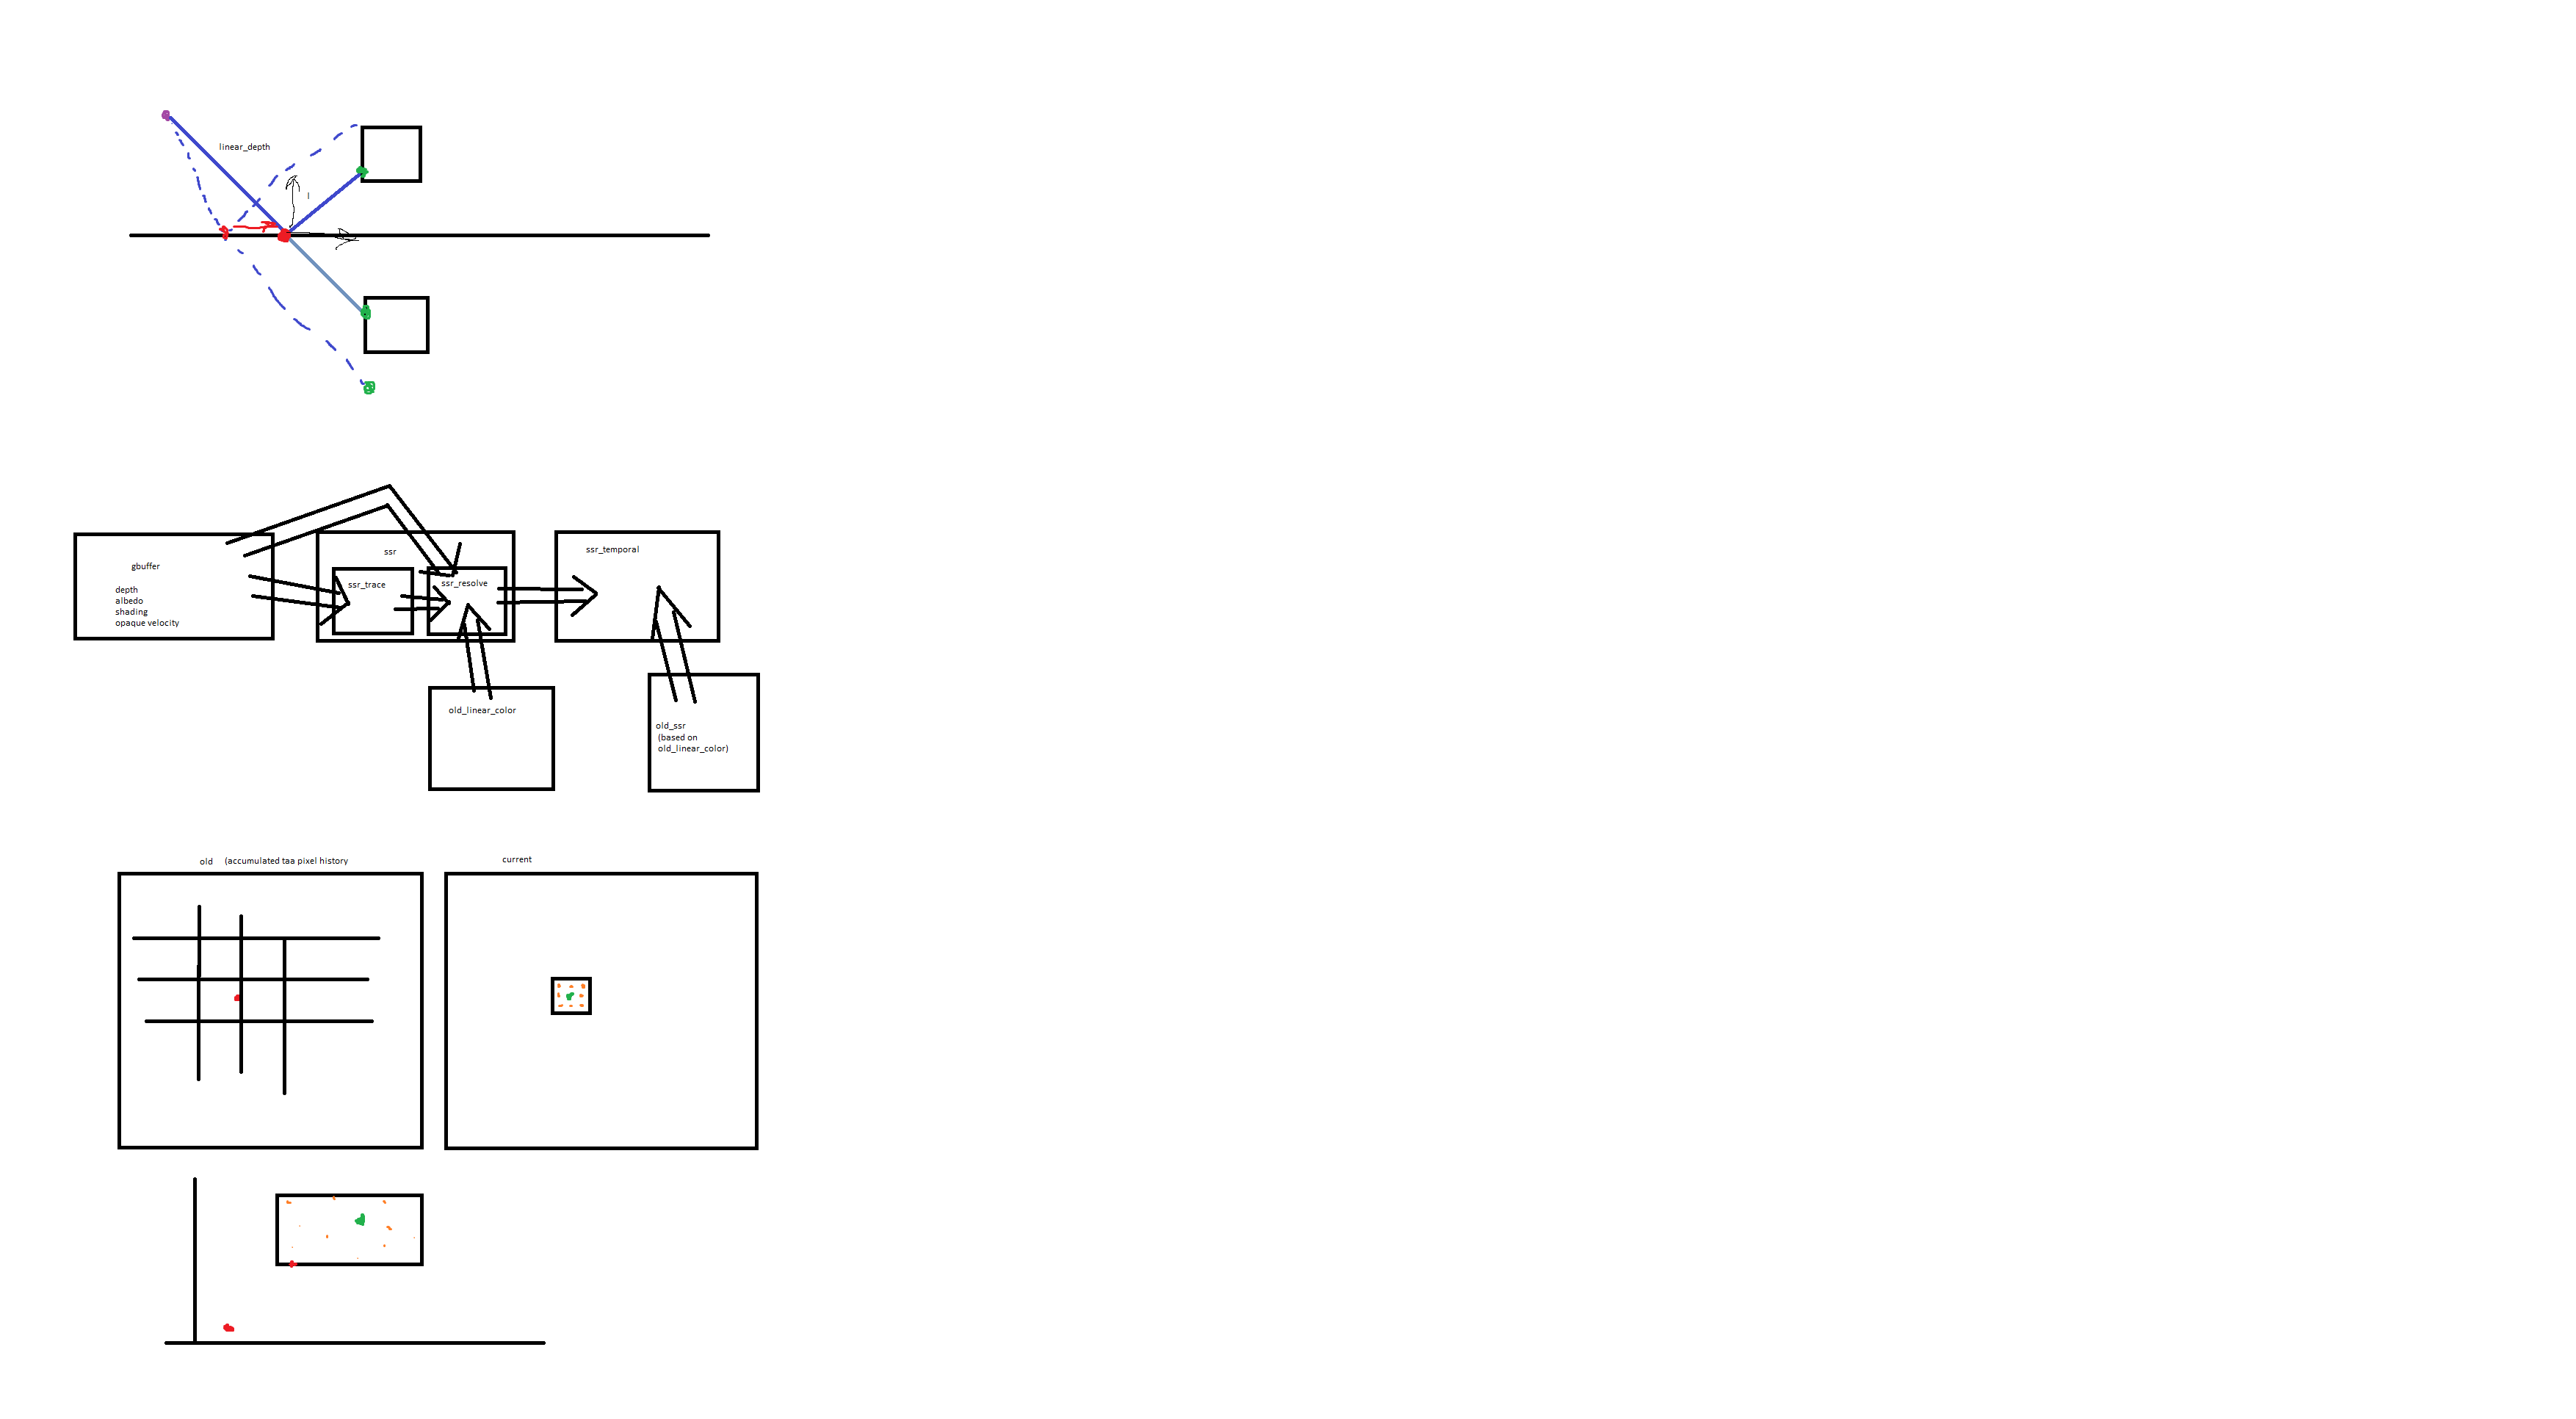 linear_depth
gbuffer
depth
albedo
shading
opaque velocity
ssr
ssr_trace
ssr_resolve
ssr_temporal
old_linear_color
old_ssr
(based on
old_linear_color)
old (accumulated taa pixel history
current